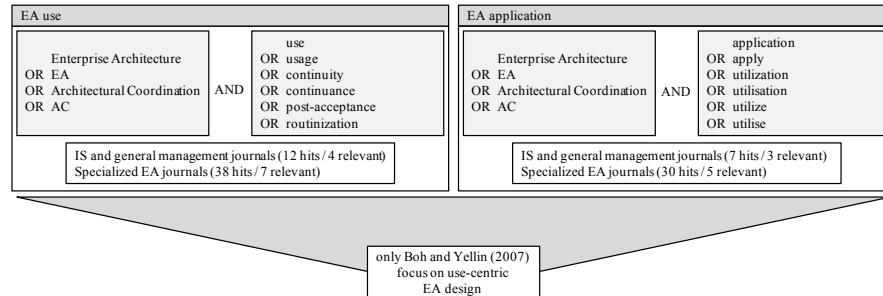 EA use
Enterprise Architecture
OR EA
OR Architectural Coordination
OR AC
AND
use
OR usage
OR continuity
OR continuance
OR post-acceptance
OR routinization
IS and general management journals (12 hits / 4 relevant)
Specialized EA journals (38 hits / 7 relevant)
EA application
Enterprise Architecture
OR EA
OR Architectural Coordination
OR AC
AND
application
OR apply
OR utilization
OR utilisation
OR utilize
OR utilise
IS and general management journals (7 hits / 3 relevant)
Specialized EA journals (30 hits / 5 relevant)
only Boh and Yellin (2007)
focus on use-centric
EA design